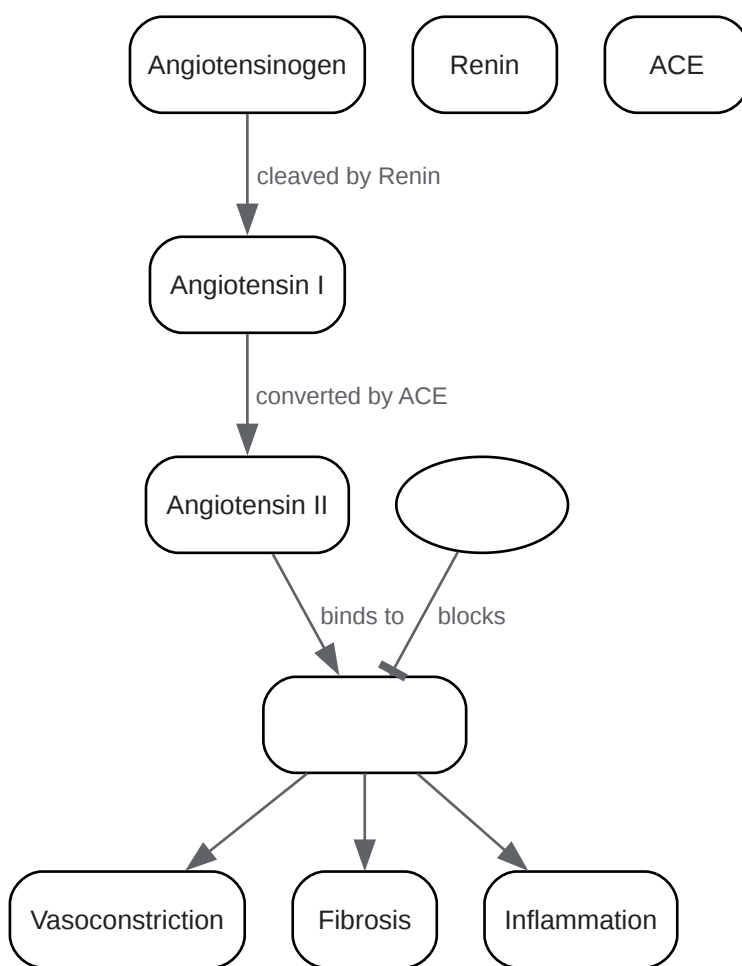 Angiotensinogen
Renin
ACE
cleaved by Renin
Angiotensin I
converted by ACE
Angiotensin II
binds to
blocks
Vasoconstriction
Fibrosis
Inflammation